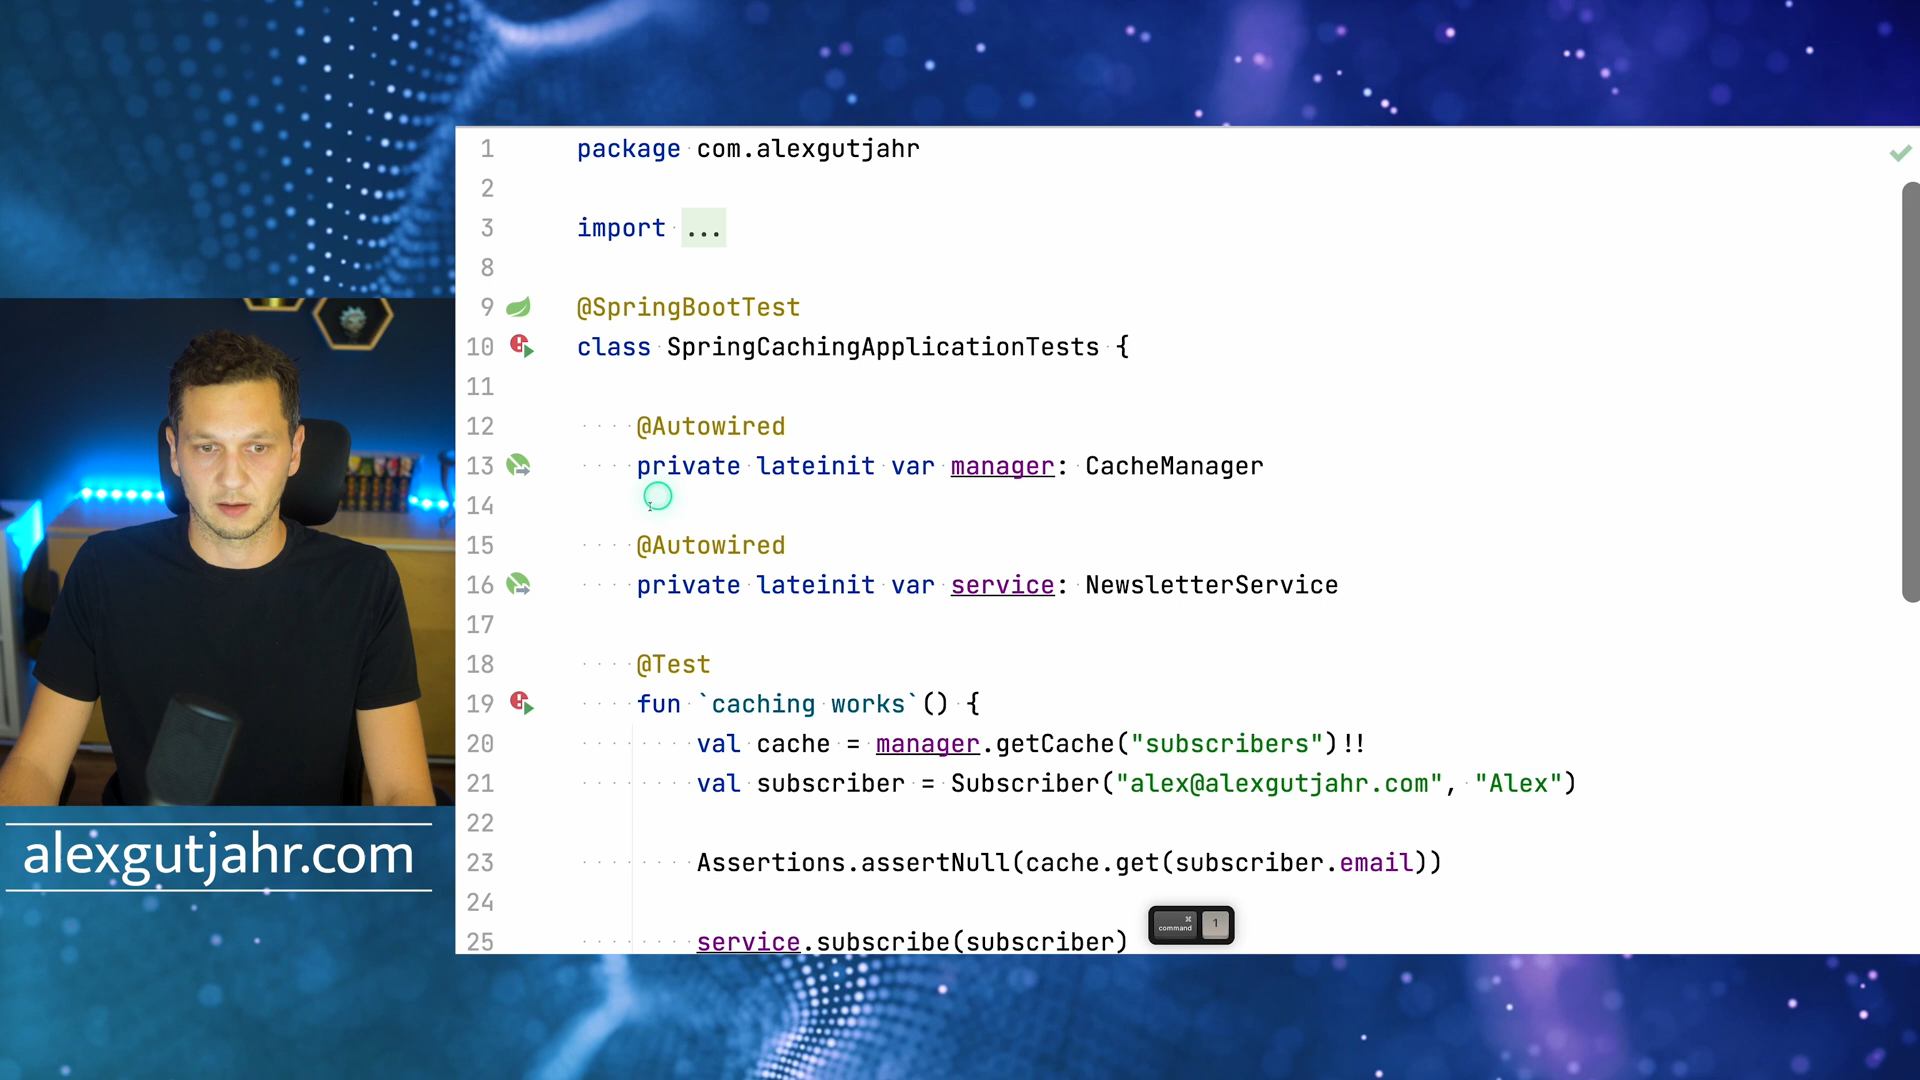 1 package com.alexgutjahr
2
3 import ...
8
9 @SpringBootTest
10 class SpringCachingApplicationTests {
11
12 @Autowired
13 private lateinit var manager: CacheManager
14
15 @Autowired
16 private lateinit var service: NewsletterService
17
18 @Test
19 fun `caching works`() {
20 val cache = manager.getCache("subscribers")!!
21 val subscriber = Subscriber("alex@alexgutjahr.com", "Alex")
22
23 Assertions.assertNull(cache.get(subscriber.email))
24
25 service.subscribe(subscriber)
⌘ command 1
alexgutjahr.com